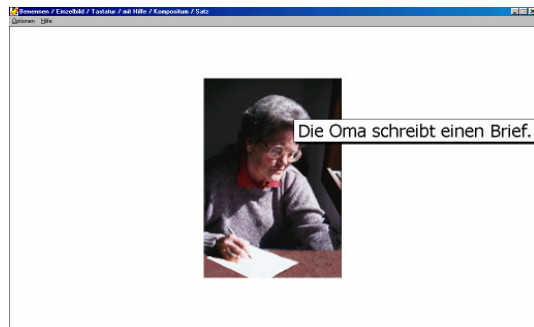 Benennen / Einzelbild / Tastatur / mit Hilfe / Kompositum / Satz
Optionen Hilfe
Die Oma schreibt einen Brief.